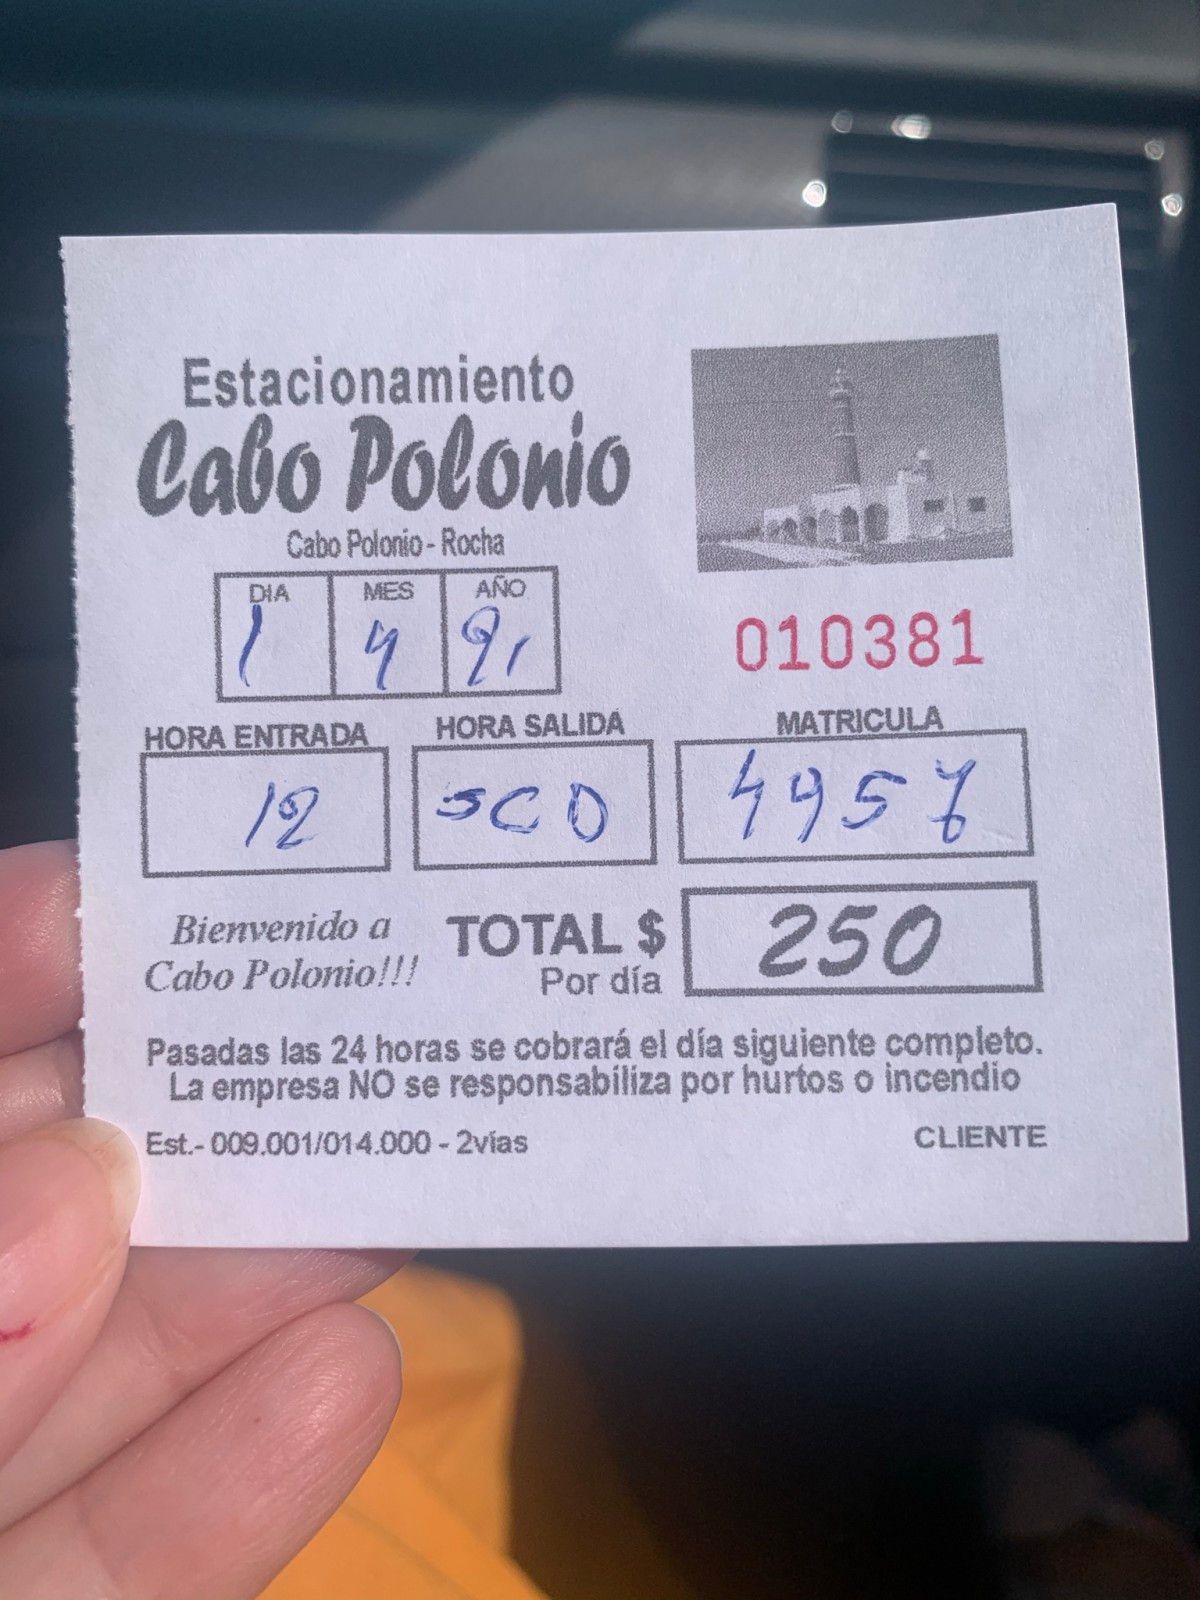 Estacionamiento
Cabo Polonio
Cabo Polonio - Rocha
DIA MES AÑO
1 4 21
010381
HORA ENTRADA HORA SALIDA MATRICULA
12 SCO 4957
Bienvenido a
Cabo Polonio!!!
TOTAL $ 250
Por día
Pasadas las 24 horas se cobrará el día siguiente completo.
La empresa NO se responsabiliza por hurtos o incendio
Est.- 009.001/014.000 - 2vías CLIENTE